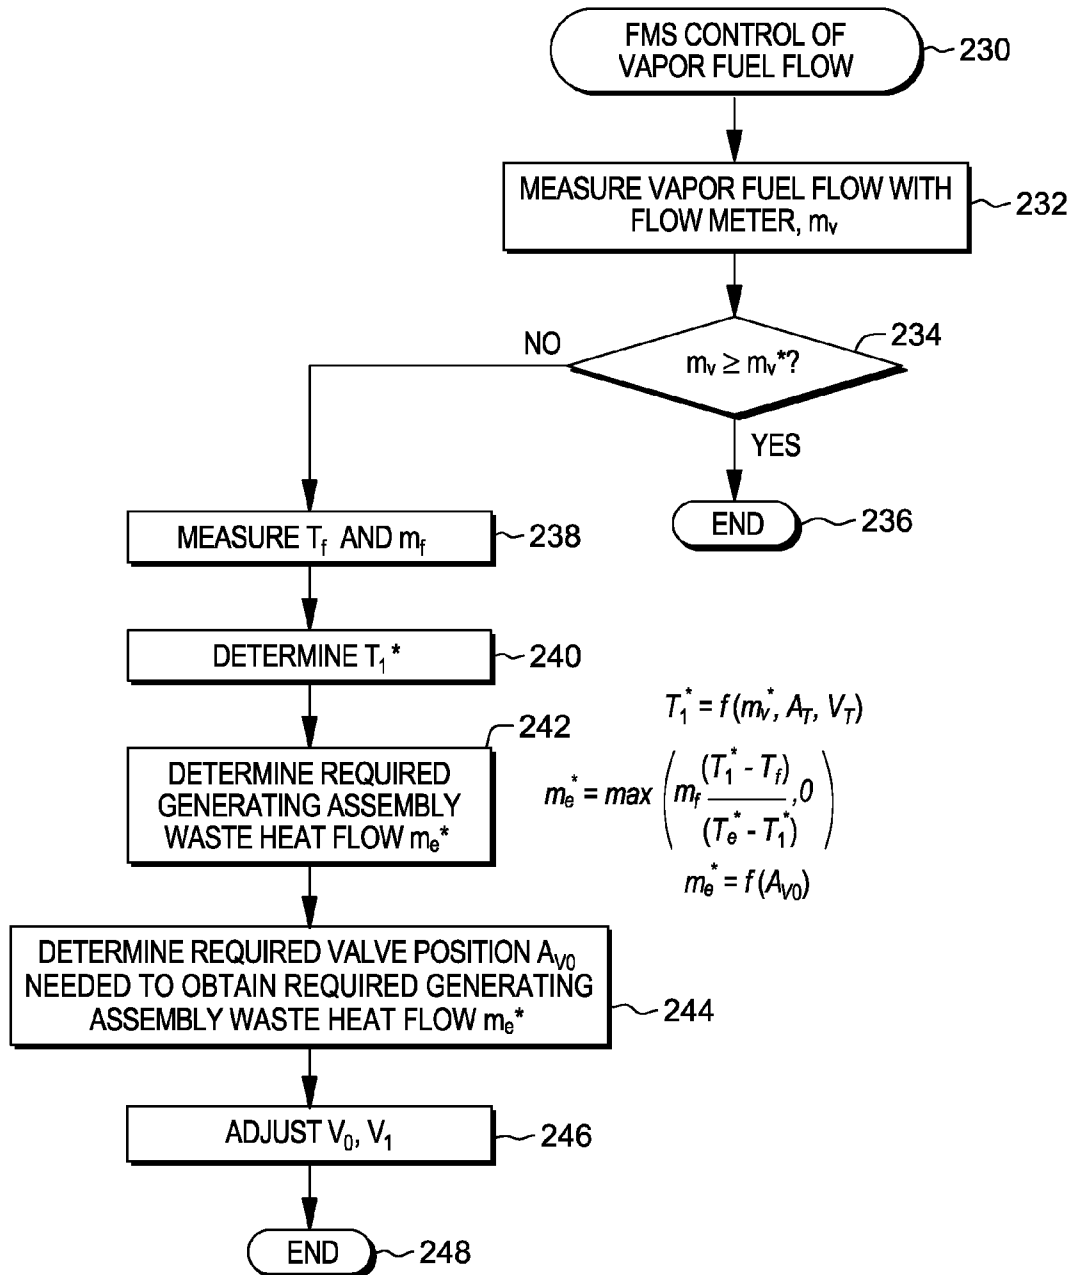 FMS CONTROL OF
VAPOR FUEL FLOW
230
MEASURE VAPOR FUEL FLOW WITH
FLOW METER, mv
232
mv ≥ mv*?
234
NO
YES
END
236
MEASURE Tf AND mf
238
DETERMINE T1*
240
T1* = f(mv*, AT, VT)
242
DETERMINE REQUIRED
GENERATING ASSEMBLY
WASTE HEAT FLOW me*
me* = max ( mf (T1* - Tf) / (Te* - T1*) ,0 )
me* = f(AV0)
DETERMINE REQUIRED VALVE POSITION AV0
NEEDED TO OBTAIN REQUIRED GENERATING
ASSEMBLY WASTE HEAT FLOW me*
244
ADJUST V0, V1
246
END
248